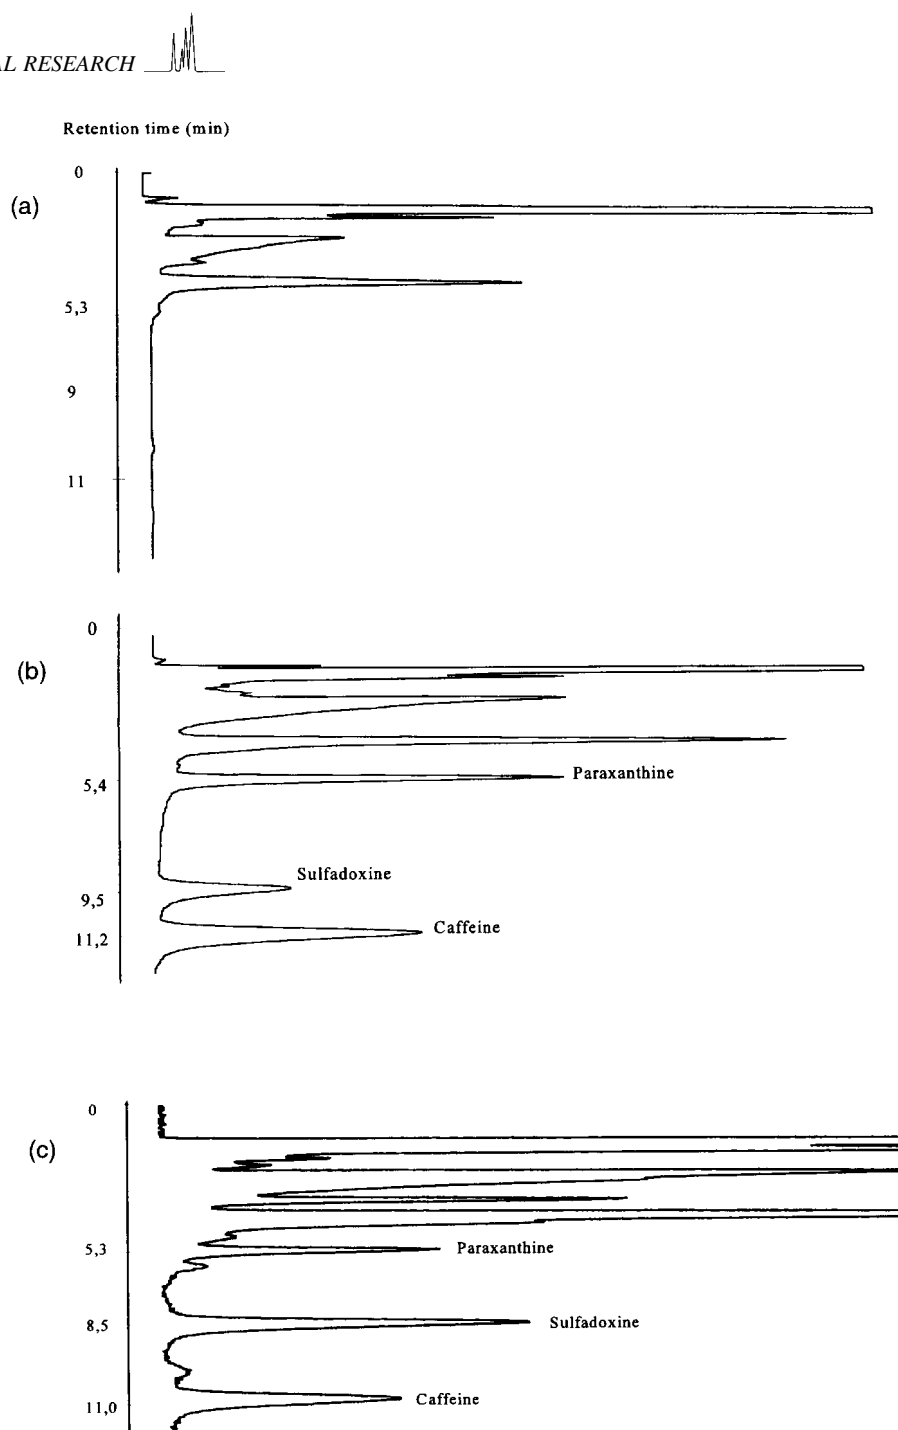 AL RESEARCH
Retention time (min)
0
(a)
5,3
9
11
0
(b)
Paraxanthine
5,4
Sulfadoxine
9,5
Caffeine
11,2
0
(c)
Paraxanthine
5,3
Sulfadoxine
8,5
Caffeine
11,0